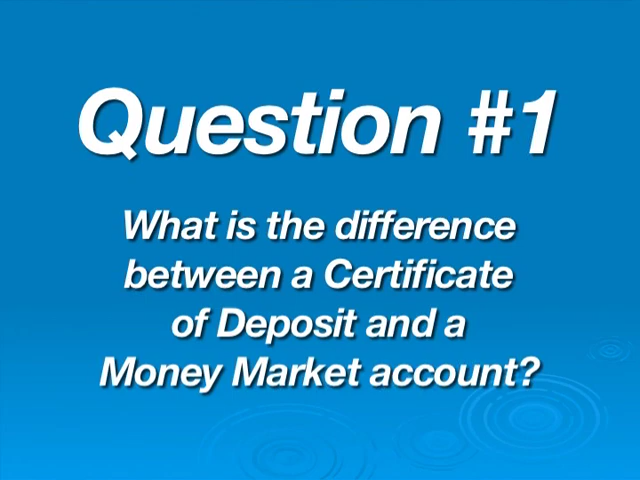 Question #1
What is the difference
between a Certificate
of Deposit and a
Money Market account?